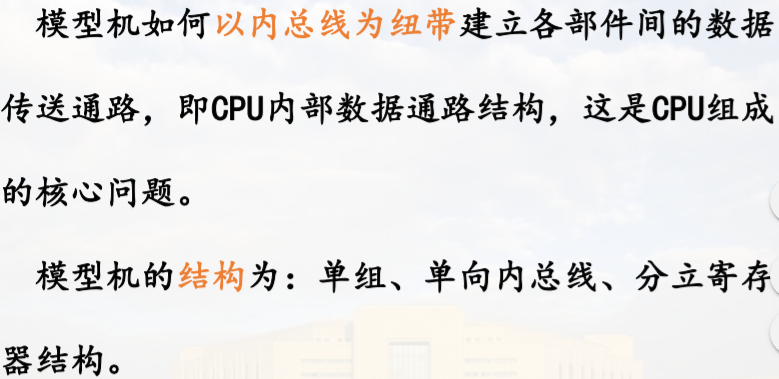 模型机如何以内总线为纽带建立各部件间的数据
传送通路，即CPU内部数据通路结构，这是CPU组成
的核心问题。
模型机的结构为：单组、单向内总线、分立寄存
器结构。